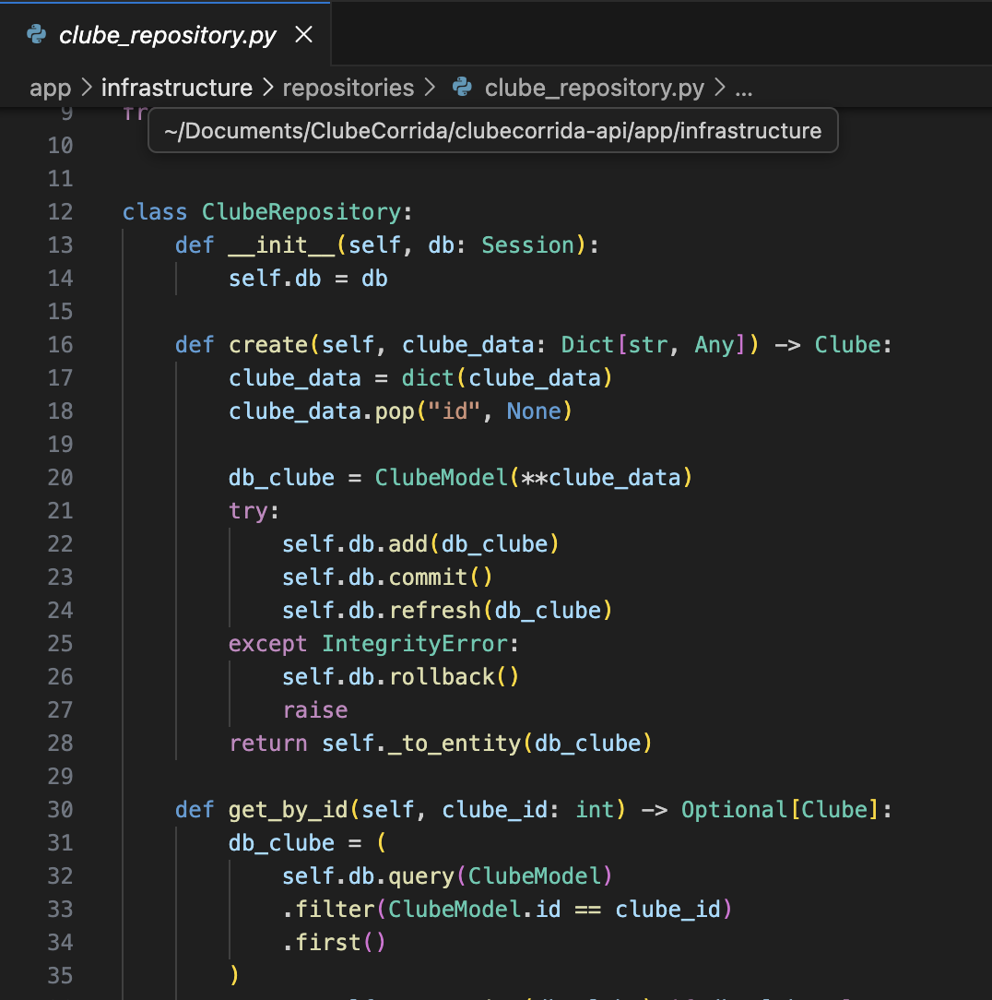 clube_repository.py ×
app > infrastructure > repositories > clube_repository.py > ...
9
~/Documents/ClubeCorrida/clubecorrida-api/app/infrastructure
10
11
12 class ClubeRepository:
13     def __init__(self, db: Session):
14         self.db = db
15
16     def create(self, clube_data: Dict[str, Any]) -> Clube:
17         clube_data = dict(clube_data)
18         clube_data.pop("id", None)
19
20         db_clube = ClubeModel(**clube_data)
21         try:
22             self.db.add(db_clube)
23             self.db.commit()
24             self.db.refresh(db_clube)
25         except IntegrityError:
26             self.db.rollback()
27             raise
28         return self._to_entity(db_clube)
29
30     def get_by_id(self, clube_id: int) -> Optional[Clube]:
31         db_clube = (
32             self.db.query(ClubeModel)
33             .filter(ClubeModel.id == clube_id)
34             .first()
35         )